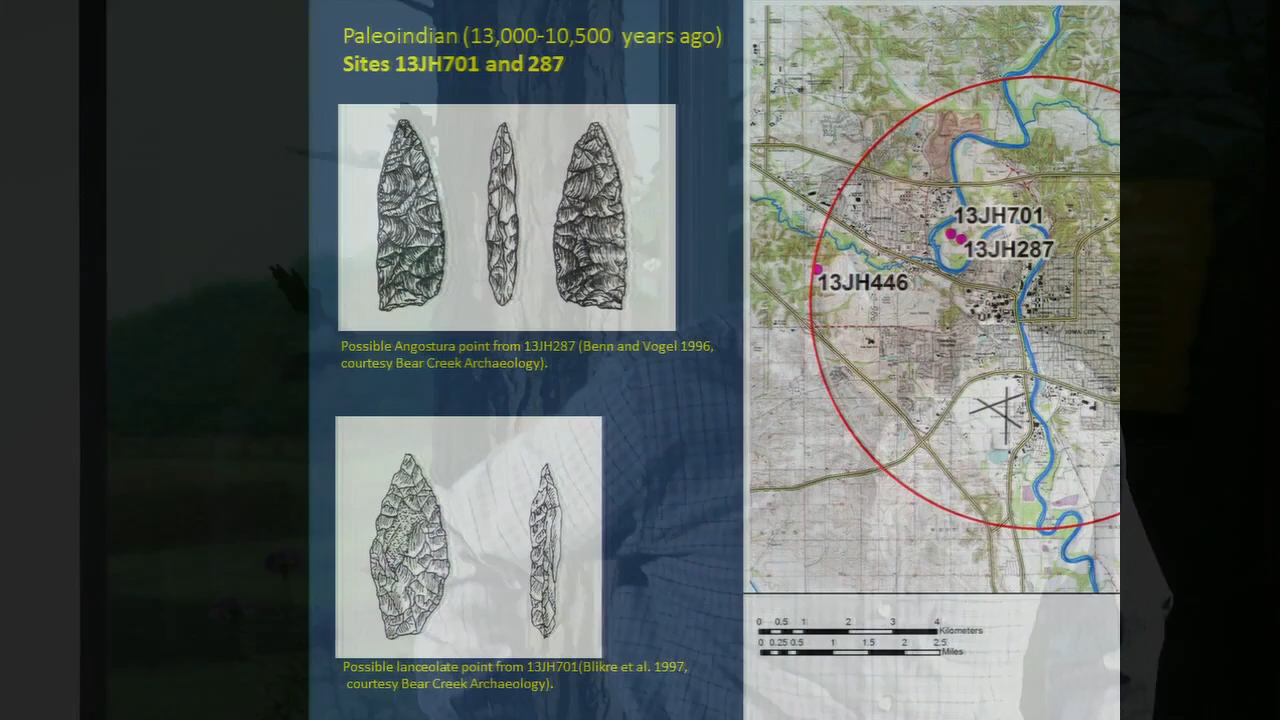 Paleoindian (13,000-10,500 years ago)
Sites 13JH701 and 287
Possible Angostura point from 13JH287 (Benn and Vogel 1996,
courtesy Bear Creek Archaeology).
Possible lanceolate point from 13JH701(Blikre et al. 1997,
courtesy Bear Creek Archaeology).
13JH701
13JH287
13JH446
0 0.5 1 2 3 4
Kilometers
0 0.25 0.5 1 1.5 2 2.5
Miles